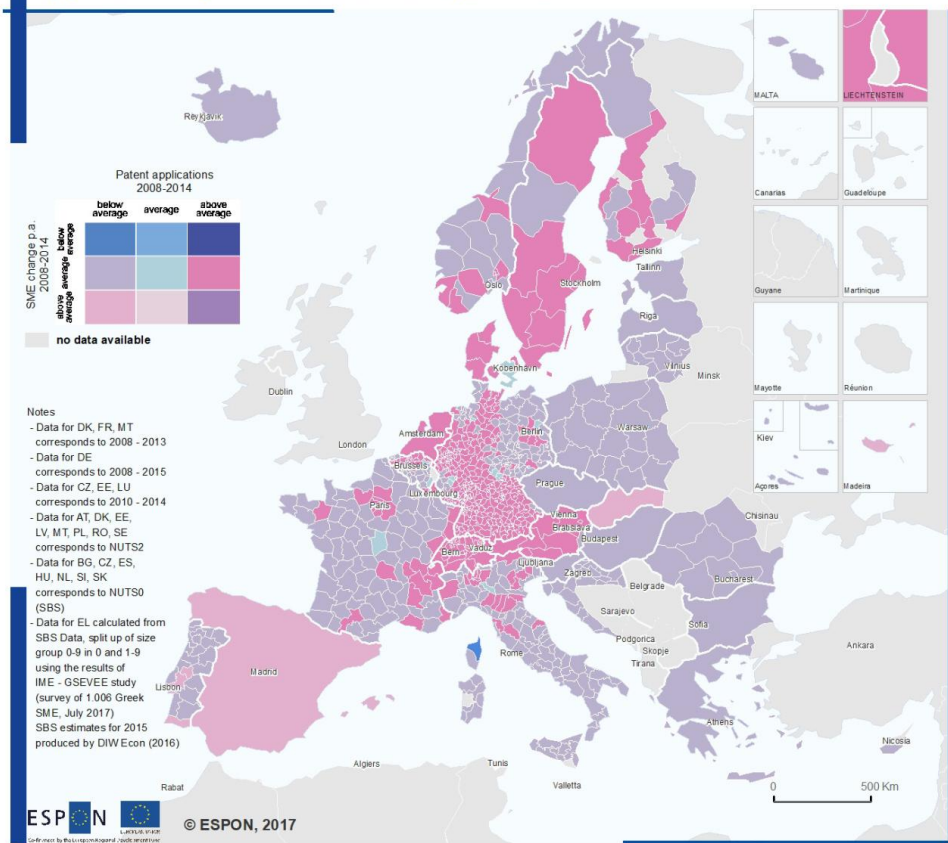 Reykjavik
MALTA
LIECHTENSTEIN
Patent applications
2008-2014
below
average
average
above
average
SME change p.a.
2008-2014
below
average
average
above
average
no data available
Canarias
Guadeloupe
Guyane
Martinique
Mayotte
Réunion
Kiev
Açores
Madeira
Oslo
Helsinki
Tallinn
Stockholm
Riga
Vilnius
Minsk
København
Dublin
London
Amsterdam
Berlin
Warsaw
Brussels
Luxembourg
Prague
Paris
Vienna
Bratislava
Budapest
Chisinau
Bern
Vaduz
Ljubljana
Zagreb
Belgrade
Bucharest
Sarajevo
Sofia
Podgorica
Skopje
Tirana
Rome
Ankara
Madrid
Lisbon
Athens
Nicosia
Algiers
Tunis
Valletta
Rabat
Notes
- Data for DK, FR, MT
corresponds to 2008 - 2013
- Data for DE
corresponds to 2008 - 2015
- Data for CZ, EE, LU
corresponds to 2010 - 2014
- Data for AT, DK, EE,
LV, MT, PL, RO, SE
corresponds to NUTS2
- Data for BG, CZ, ES,
HU, NL, SI, SK
corresponds to NUTS0
(SBS)
- Data for EL calculated from
SBS Data, split up of size
group 0-9 in 0 and 1-9
using the results of
IME - GSEVEE study
(survey of 1.006 Greek
SME, July 2017)
SBS estimates for 2015
produced by DIW Econ (2016)
0
500 Km
ESPON
© ESPON, 2017